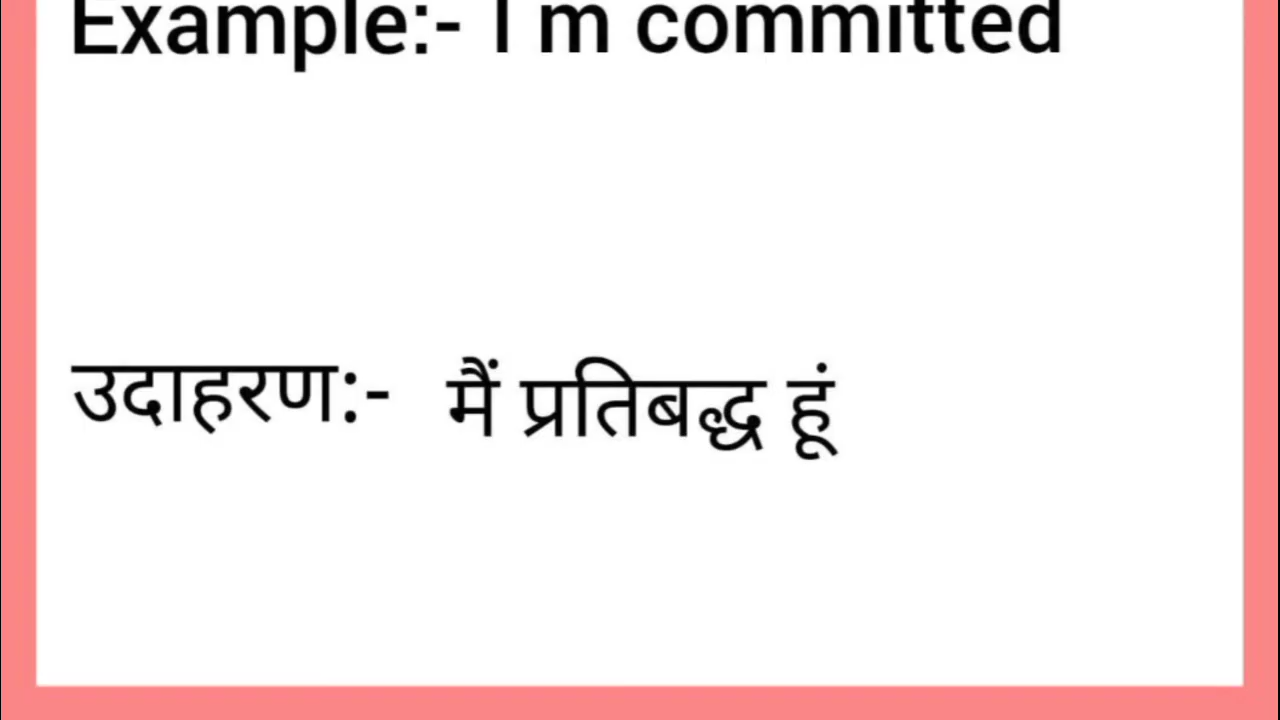 Example:- I m committed
उदाहरण:- मैं प्रतिबद्ध हूं